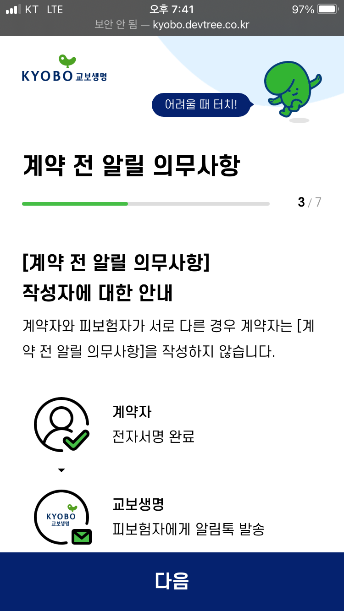 KT LTE 오후 7:41 97%
보안 안 됨 — kyobo.devtree.co.kr
KYOBO 교보생명
어려울 때 터치!
계약 전 알릴 의무사항
3 / 7
[계약 전 알릴 의무사항]
작성자에 대한 안내
계약자와 피보험자가 서로 다른 경우 계약자는 [계
약 전 알릴 의무사항]을 작성하지 않습니다.
계약자
전자서명 완료
KYOBO
교보생명
교보생명
피보험자에게 알림톡 발송
다음